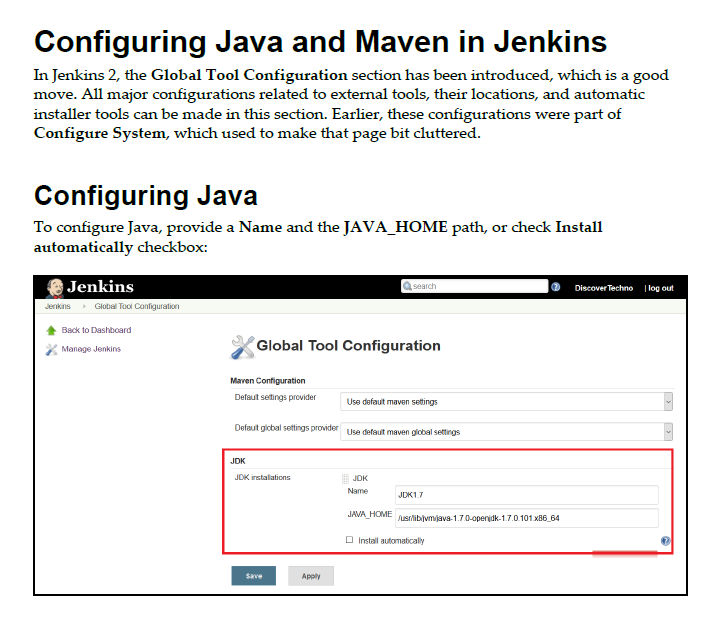 Configuring Java and Maven in Jenkins
In Jenkins 2, the Global Tool Configuration section has been introduced, which is a good
move. All major configurations related to external tools, their locations, and automatic
installer tools can be made in this section. Earlier, these configurations were part of
Configure System, which used to make that page bit cluttered.
Configuring Java
To configure Java, provide a Name and the JAVA_HOME path, or check Install
automatically checkbox:
Jenkins search DiscoverTechno | log out
Jenkins Global Tool Configuration
Back to Dashboard
Manage Jenkins
Global Tool Configuration
Maven Configuration
Default settings provider Use default maven settings
Default global settings provider Use default maven global settings
JDK
JDK installations JDK
Name JDK1.7
JAVA_HOME /usr/lib/jvm/java-1.7.0-openjdk-1.7.0.101.x86_64
Install automatically
Save Apply